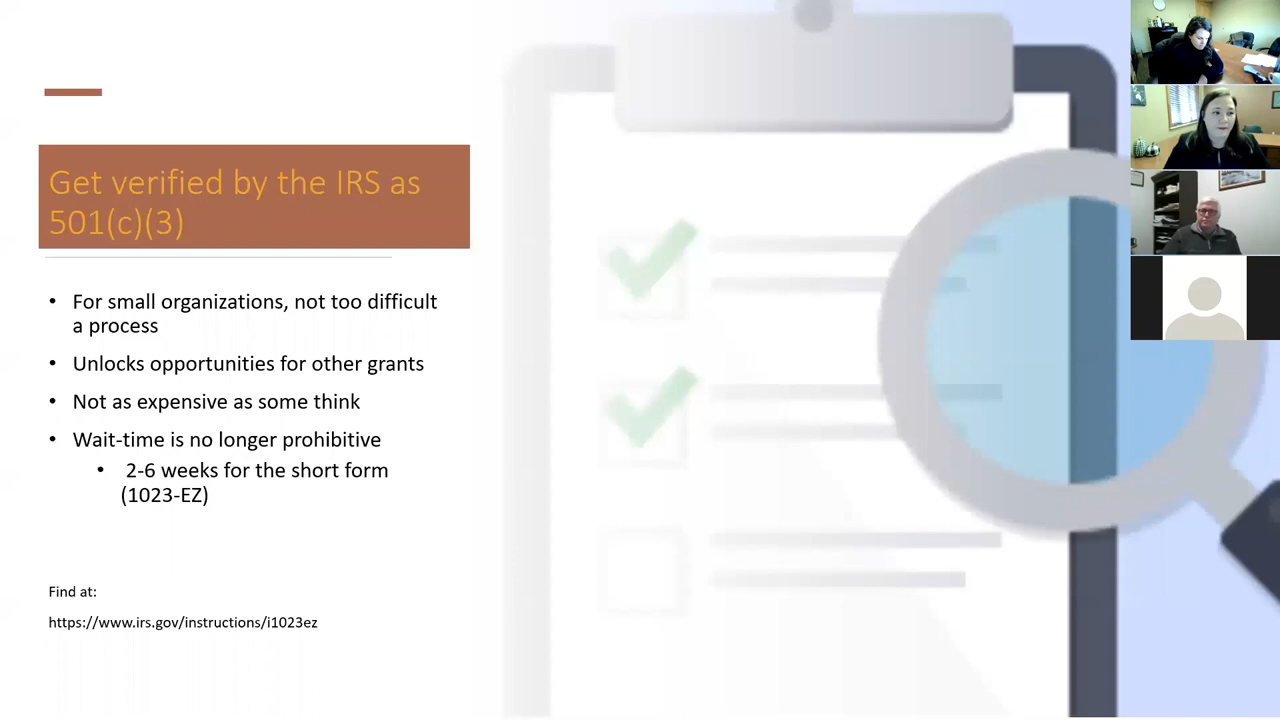 Get verified by the IRS as
501(c)(3)
• For small organizations, not too difficult
a process
• Unlocks opportunities for other grants
• Not as expensive as some think
• Wait-time is no longer prohibitive
• 2-6 weeks for the short form
(1023-EZ)
Find at:
https://www.irs.gov/instructions/i1023ez